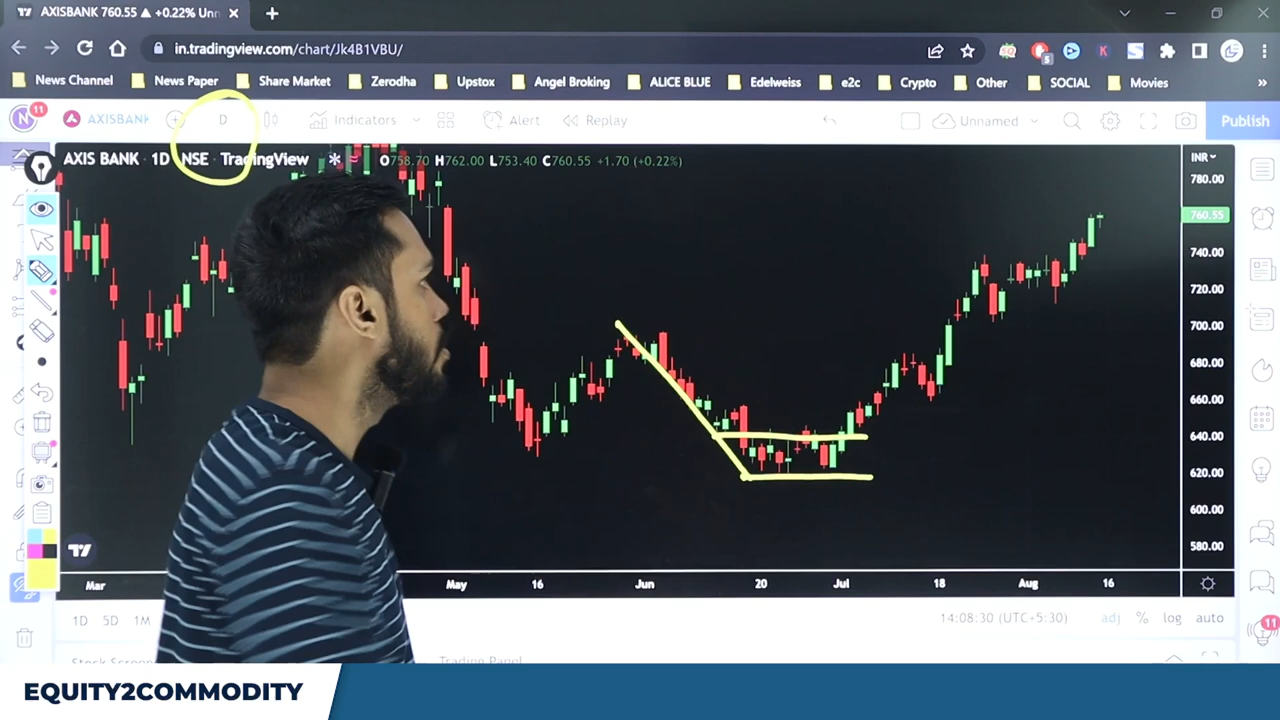 AXISBANK 760.55 ▲ +0.22% Unn
in.tradingview.com/chart/Jk4B1VBU/
News Channel News Paper Share Market Zerodha Upstox Angel Broking ALICE BLUE Edelweiss e2c Crypto Other SOCIAL Movies »
N 11 AXISBANK D Indicators Alert Replay Unnamed Publish
AXIS BANK · 1D · NSE · TradingView O758.70 H762.00 L753.40 C760.55 +1.70 (+0.22%)
INR
780.00
760.55
740.00
720.00
700.00
680.00
660.00
640.00
620.00
600.00
580.00
Mar May 16 Jun 20 Jul 18 Aug 16
1D 5D 1M 14:08:30 (UTC+5:30) adj % log auto
11
Trading Panel
EQUITY2COMMODITY